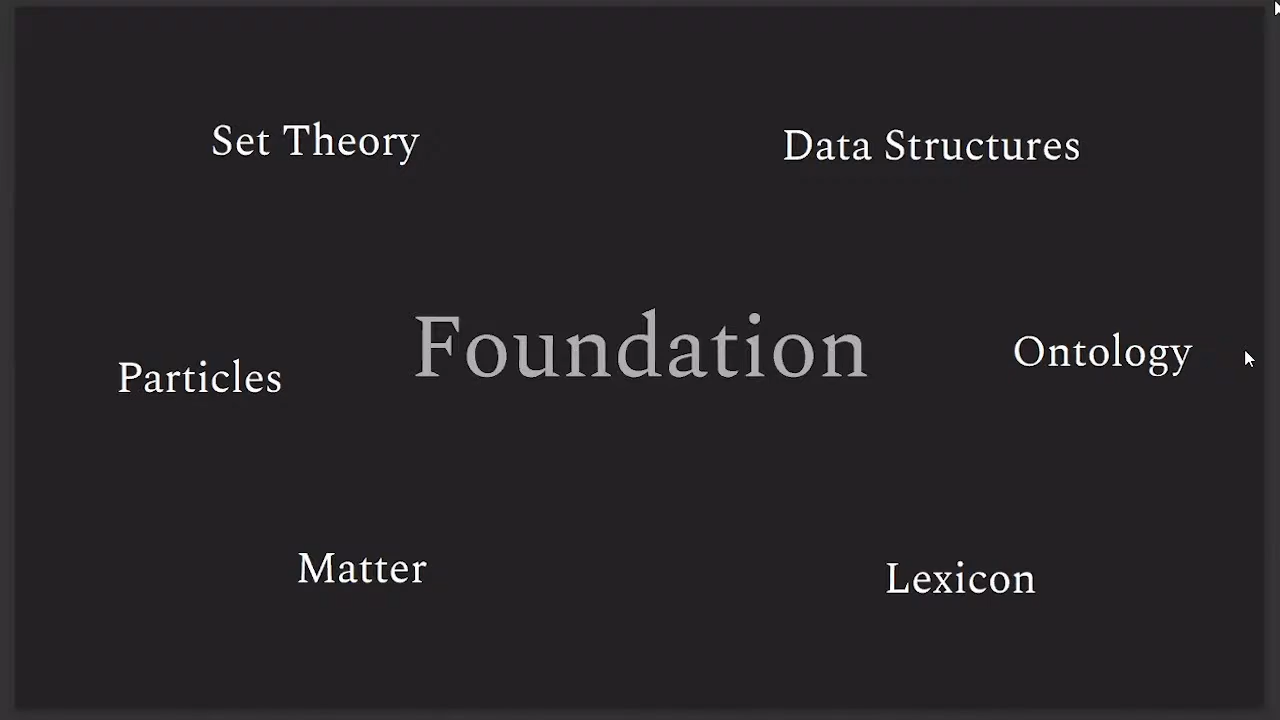 Set Theory
Data Structures
Foundation
Ontology
Particles
Matter
Lexicon